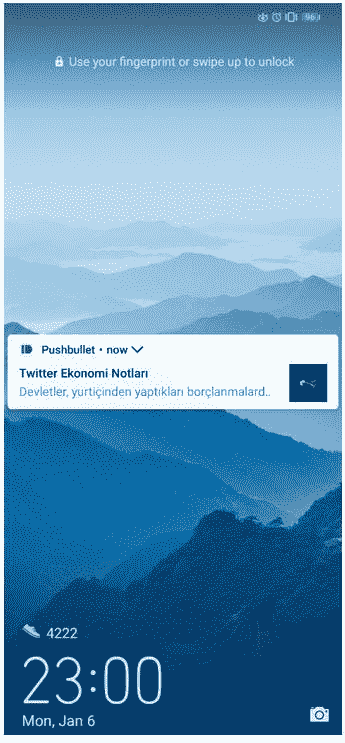 96
Use your fingerprint or swipe up to unlock
Pushbullet • now
Twitter Ekonomi Notları
Devletler, yurtiçinden yaptıkları borçlanmalard..
4222
23:00
Mon, Jan 6